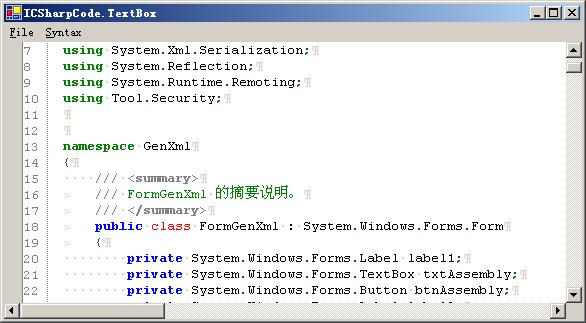 ICSharpCode.TextBox
File Syntax
7 using System.Xml.Serialization;¶
8 using System.Reflection;¶
9 using System.Runtime.Remoting;¶
10 using Tool.Security;¶
11 ¶
12 ¶
13 namespace GenXml¶
14 {¶
15 ····/// <summary>¶
16 » /// FormGenXml 的摘要说明。¶
17 » /// </summary>¶
18 » public class FormGenXml : System.Windows.Forms.Form¶
19 » {¶
20 ········private System.Windows.Forms.Label label1;¶
21 ········private System.Windows.Forms.TextBox txtAssembly;¶
22 ········private System.Windows.Forms.Button btnAssembly;¶